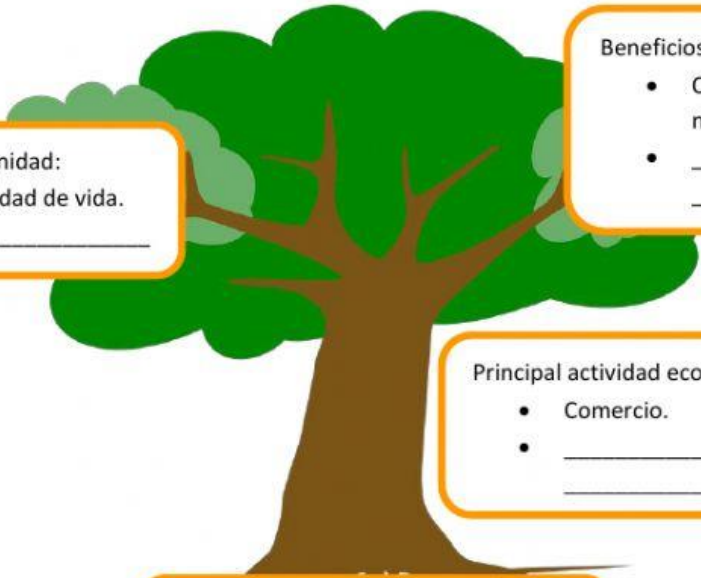 Beneficios
nidad:
dad de vida.
Principal actividad eco
• Comercio.